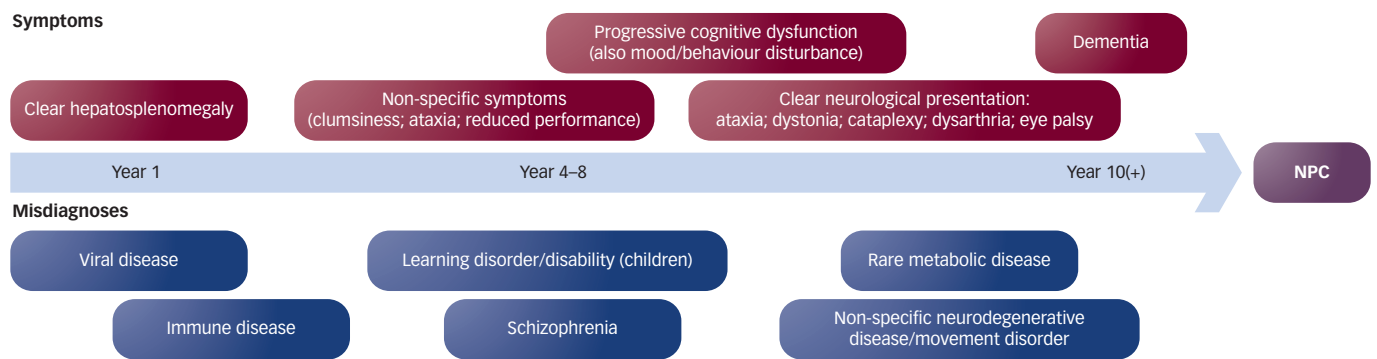 Symptoms
Progressive cognitive dysfunction
(also mood/behaviour disturbance)
Dementia
Clear hepatosplenomegaly
Non-specific symptoms
(clumsiness; ataxia; reduced performance)
Clear neurological presentation:
ataxia; dystonia; cataplexy; dysarthria; eye palsy
Year 1
Year 4–8
Year 10(+)
NPC
Misdiagnoses
Viral disease
Learning disorder/disability (children)
Rare metabolic disease
Immune disease
Schizophrenia
Non-specific neurodegenerative
disease/movement disorder